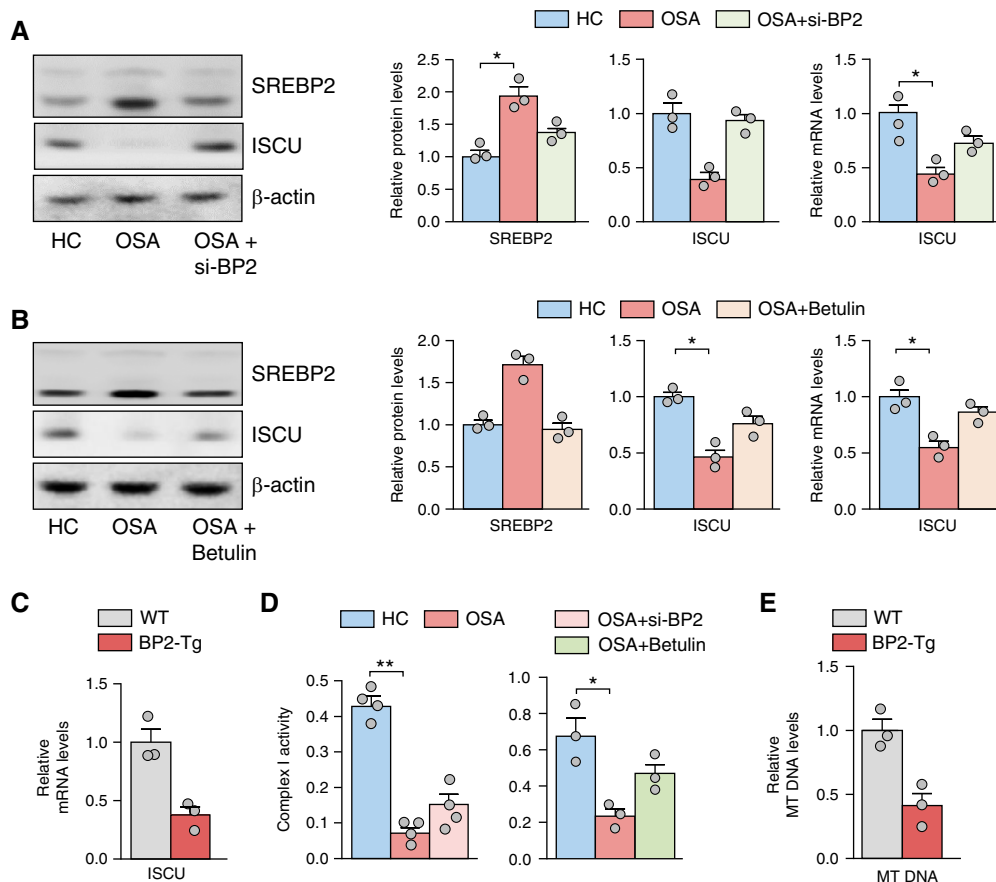 A
SREBP2
ISCU
β-actin
HC OSA OSA +
si-BP2
HC OSA OSA+si-BP2
Relative protein levels
2.5
2.0
1.5
1.0
0.5
0.0
*
SREBP2
1.5
1.0
0.5
0
ISCU
Relative mRNA levels
1.5
1.0
0.5
0.0
*
ISCU
B
SREBP2
ISCU
β-actin
HC OSA OSA +
Betulin
HC OSA OSA+Betulin
Relative protein levels
2.0
1.5
1.0
0.5
0.0
SREBP2
1.5
1.0
0.5
0
*
ISCU
Relative mRNA levels
1.5
1.0
0.5
0.0
*
ISCU
C
WT
BP2-Tg
Relative
mRNA levels
1.5
1.0
0.5
0.0
ISCU
D
HC OSA OSA+si-BP2
OSA+Betulin
Complex I activity
0.5
0.4
0.3
0.2
0.1
0.0
**
1.0
0.8
0.6
0.4
0.2
0.0
*
E
WT
BP2-Tg
Relative
MT DNA levels
1.5
1.0
0.5
0.0
MT DNA